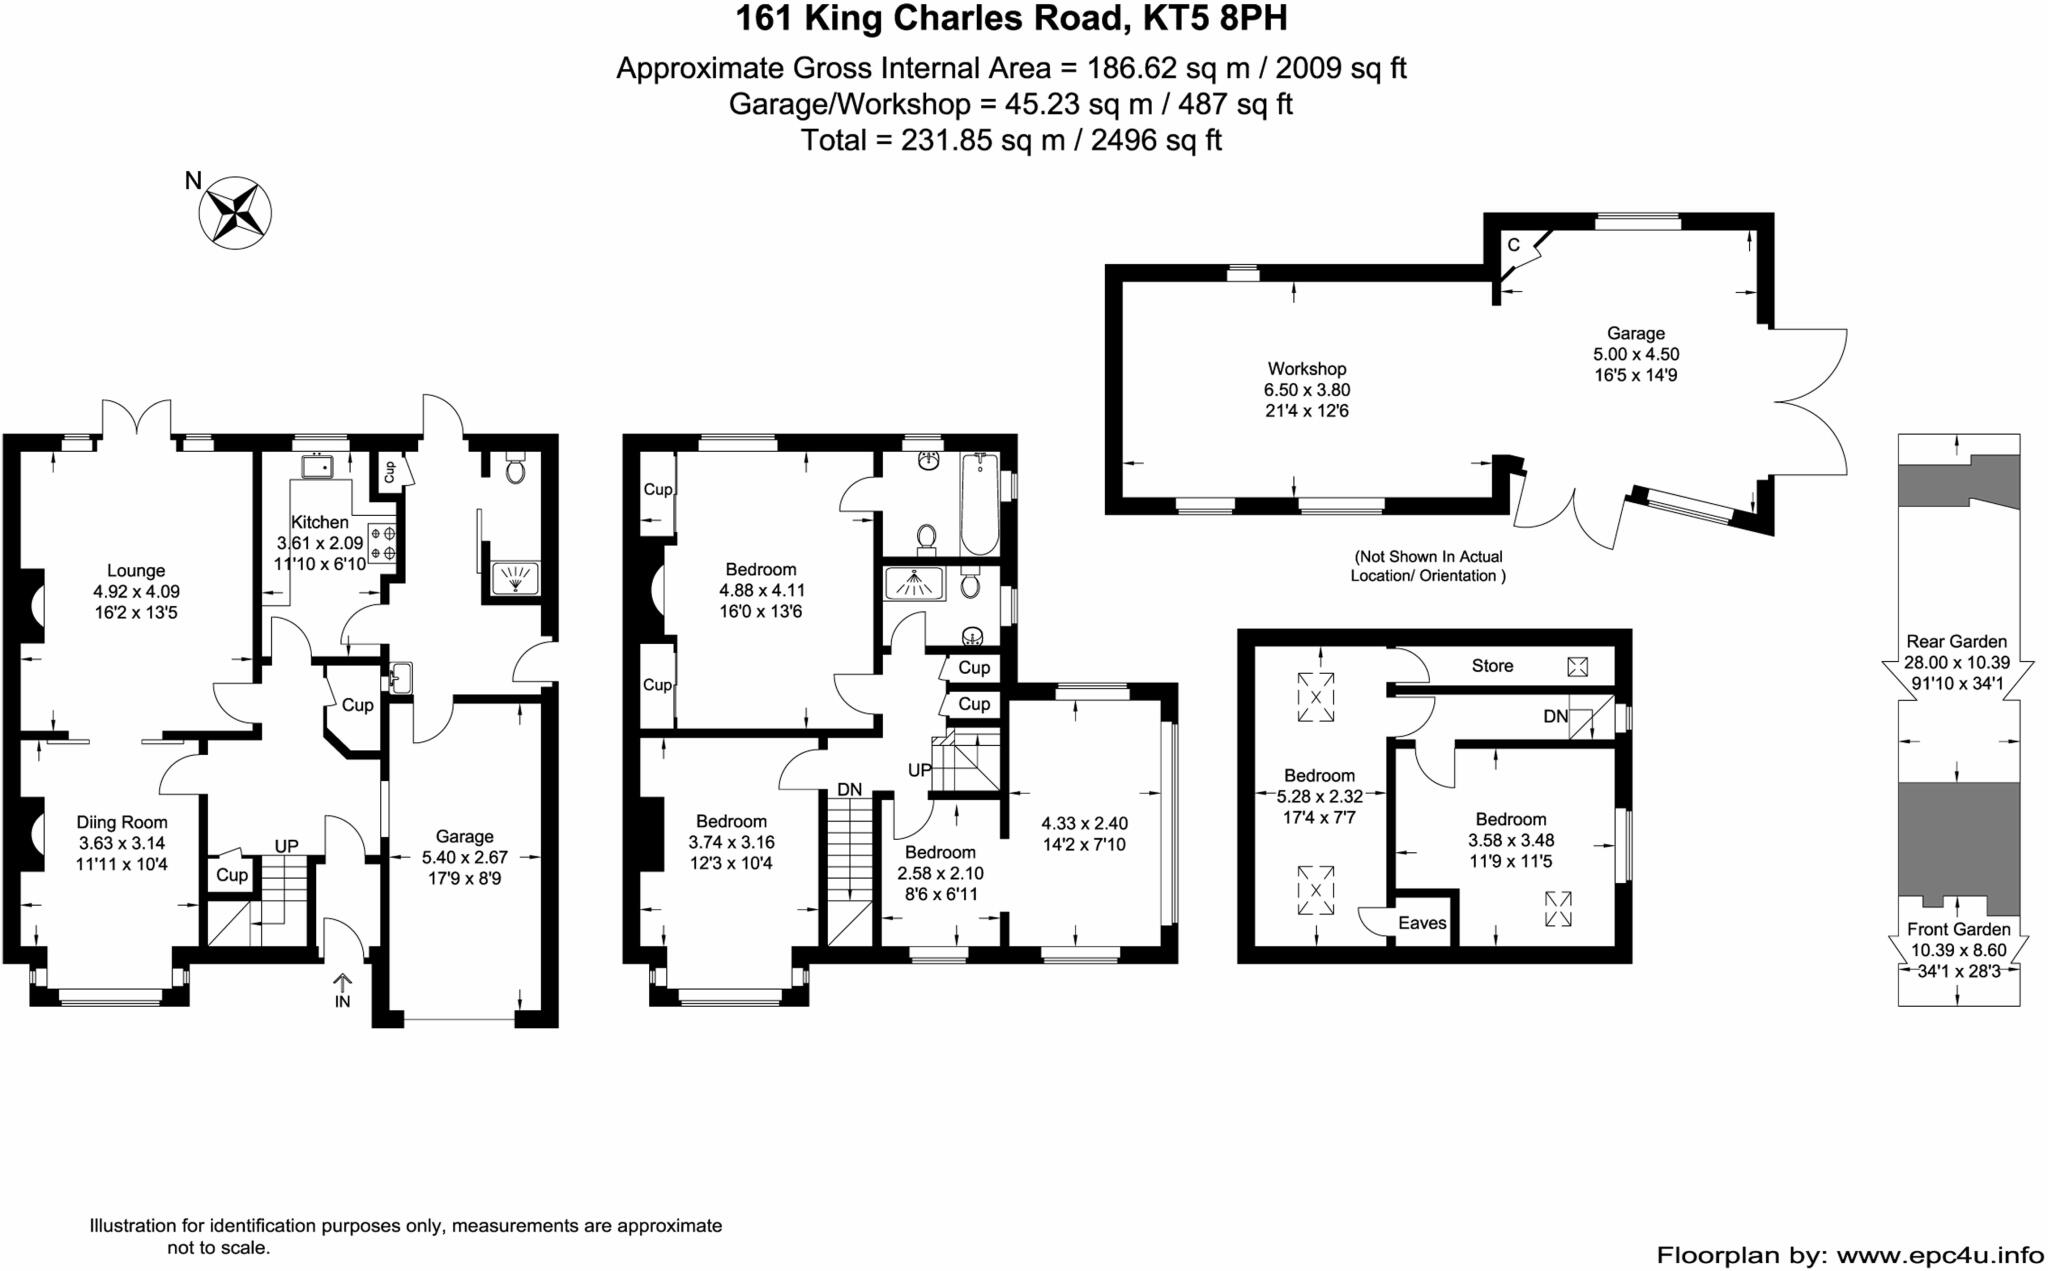 161 King Charles Road, KT5 8PH
Approximate Gross Internal Area = 186.62 sq m / 2009 sq ft
Garage/Workshop = 45.23 sq m / 487 sq ft
Total = 231.85 sq m / 2496 sq ft
N
C
Workshop
6.50 x 3.80
21'4 x 12'6
Garage
5.00 x 4.50
16'5 x 14'9
(Not Shown In Actual
Location/ Orientation )
Lounge
4.92 x 4.09
16'2 x 13'5
Kitchen
3.61 x 2.09
11'10 x 6'10
Cup
Cup
Diing Room
3.63 x 3.14
11'11 x 10'4
UP
Cup
Garage
5.40 x 2.67
17'9 x 8'9
IN
Cup
Bedroom
4.88 x 4.11
16'0 x 13'6
Cup
Cup
Cup
UP
DN
Bedroom
3.74 x 3.16
12'3 x 10'4
Bedroom
2.58 x 2.10
8'6 x 6'11
4.33 x 2.40
14'2 x 7'10
Store
DN
Bedroom
5.28 x 2.32
17'4 x 7'7
Bedroom
3.58 x 3.48
11'9 x 11'5
Eaves
Rear Garden
28.00 x 10.39
91'10 x 34'1
Front Garden
10.39 x 8.60
34'1 x 28'3
Illustration for identification purposes only, measurements are approximate
not to scale.
Floorplan by: www.epc4u.info